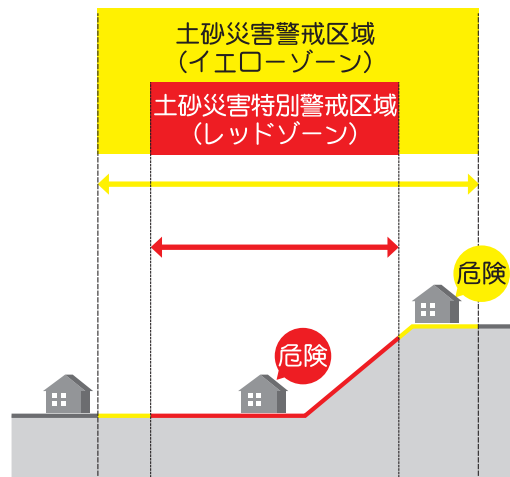 土砂災害警戒区域
（イエローゾーン）
土砂災害特別警戒区域
（レッドゾーン）
危険
危険